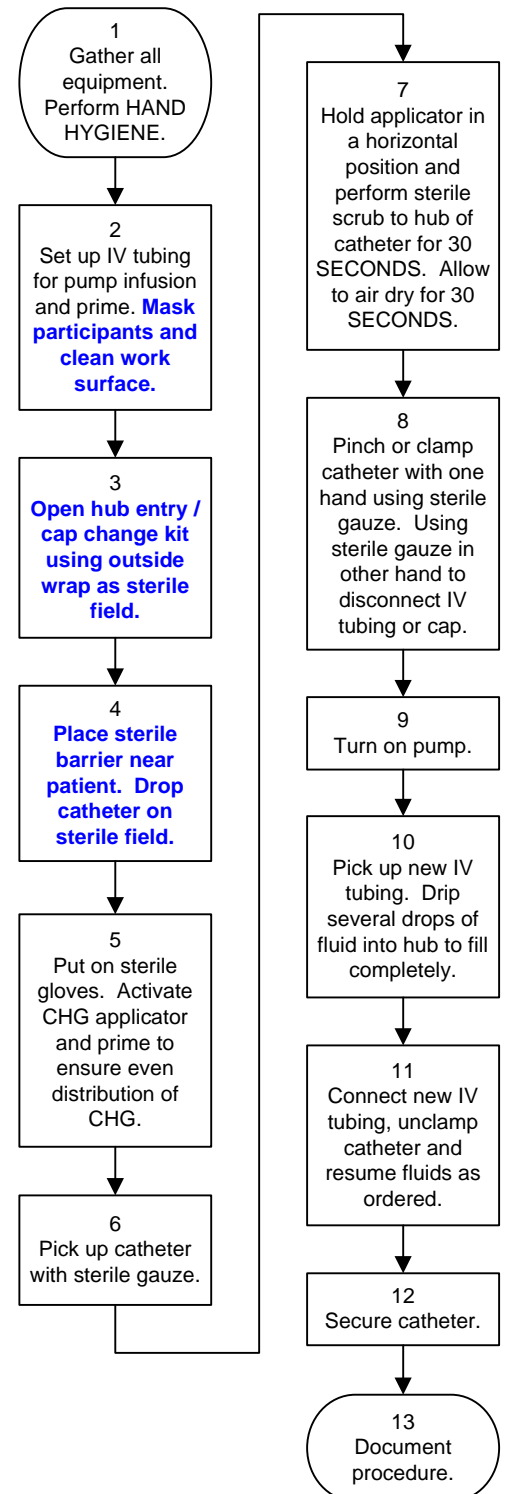 1
Gather all
equipment.
Perform HAND
HYGIENE.
2
Set up IV tubing
for pump infusion
and prime. Mask
participants and
clean work
surface.
3
Open hub entry /
cap change kit
using outside
wrap as sterile
field.
4
Place sterile
barrier near
patient. Drop
catheter on
sterile field.
5
Put on sterile
gloves. Activate
CHG applicator
and prime to
ensure even
distribution of
CHG.
6
Pick up catheter
with sterile gauze.
7
Hold applicator in
a horizontal
position and
perform sterile
scrub to hub of
catheter for 30
SECONDS. Allow
to air dry for 30
SECONDS.
8
Pinch or clamp
catheter with one
hand using sterile
gauze. Using
sterile gauze in
other hand to
disconnect IV
tubing or cap.
9
Turn on pump.
10
Pick up new IV
tubing. Drip
several drops of
fluid into hub to fill
completely.
11
Connect new IV
tubing, unclamp
catheter and
resume fluids as
ordered.
12
Secure catheter.
13
Document
procedure.